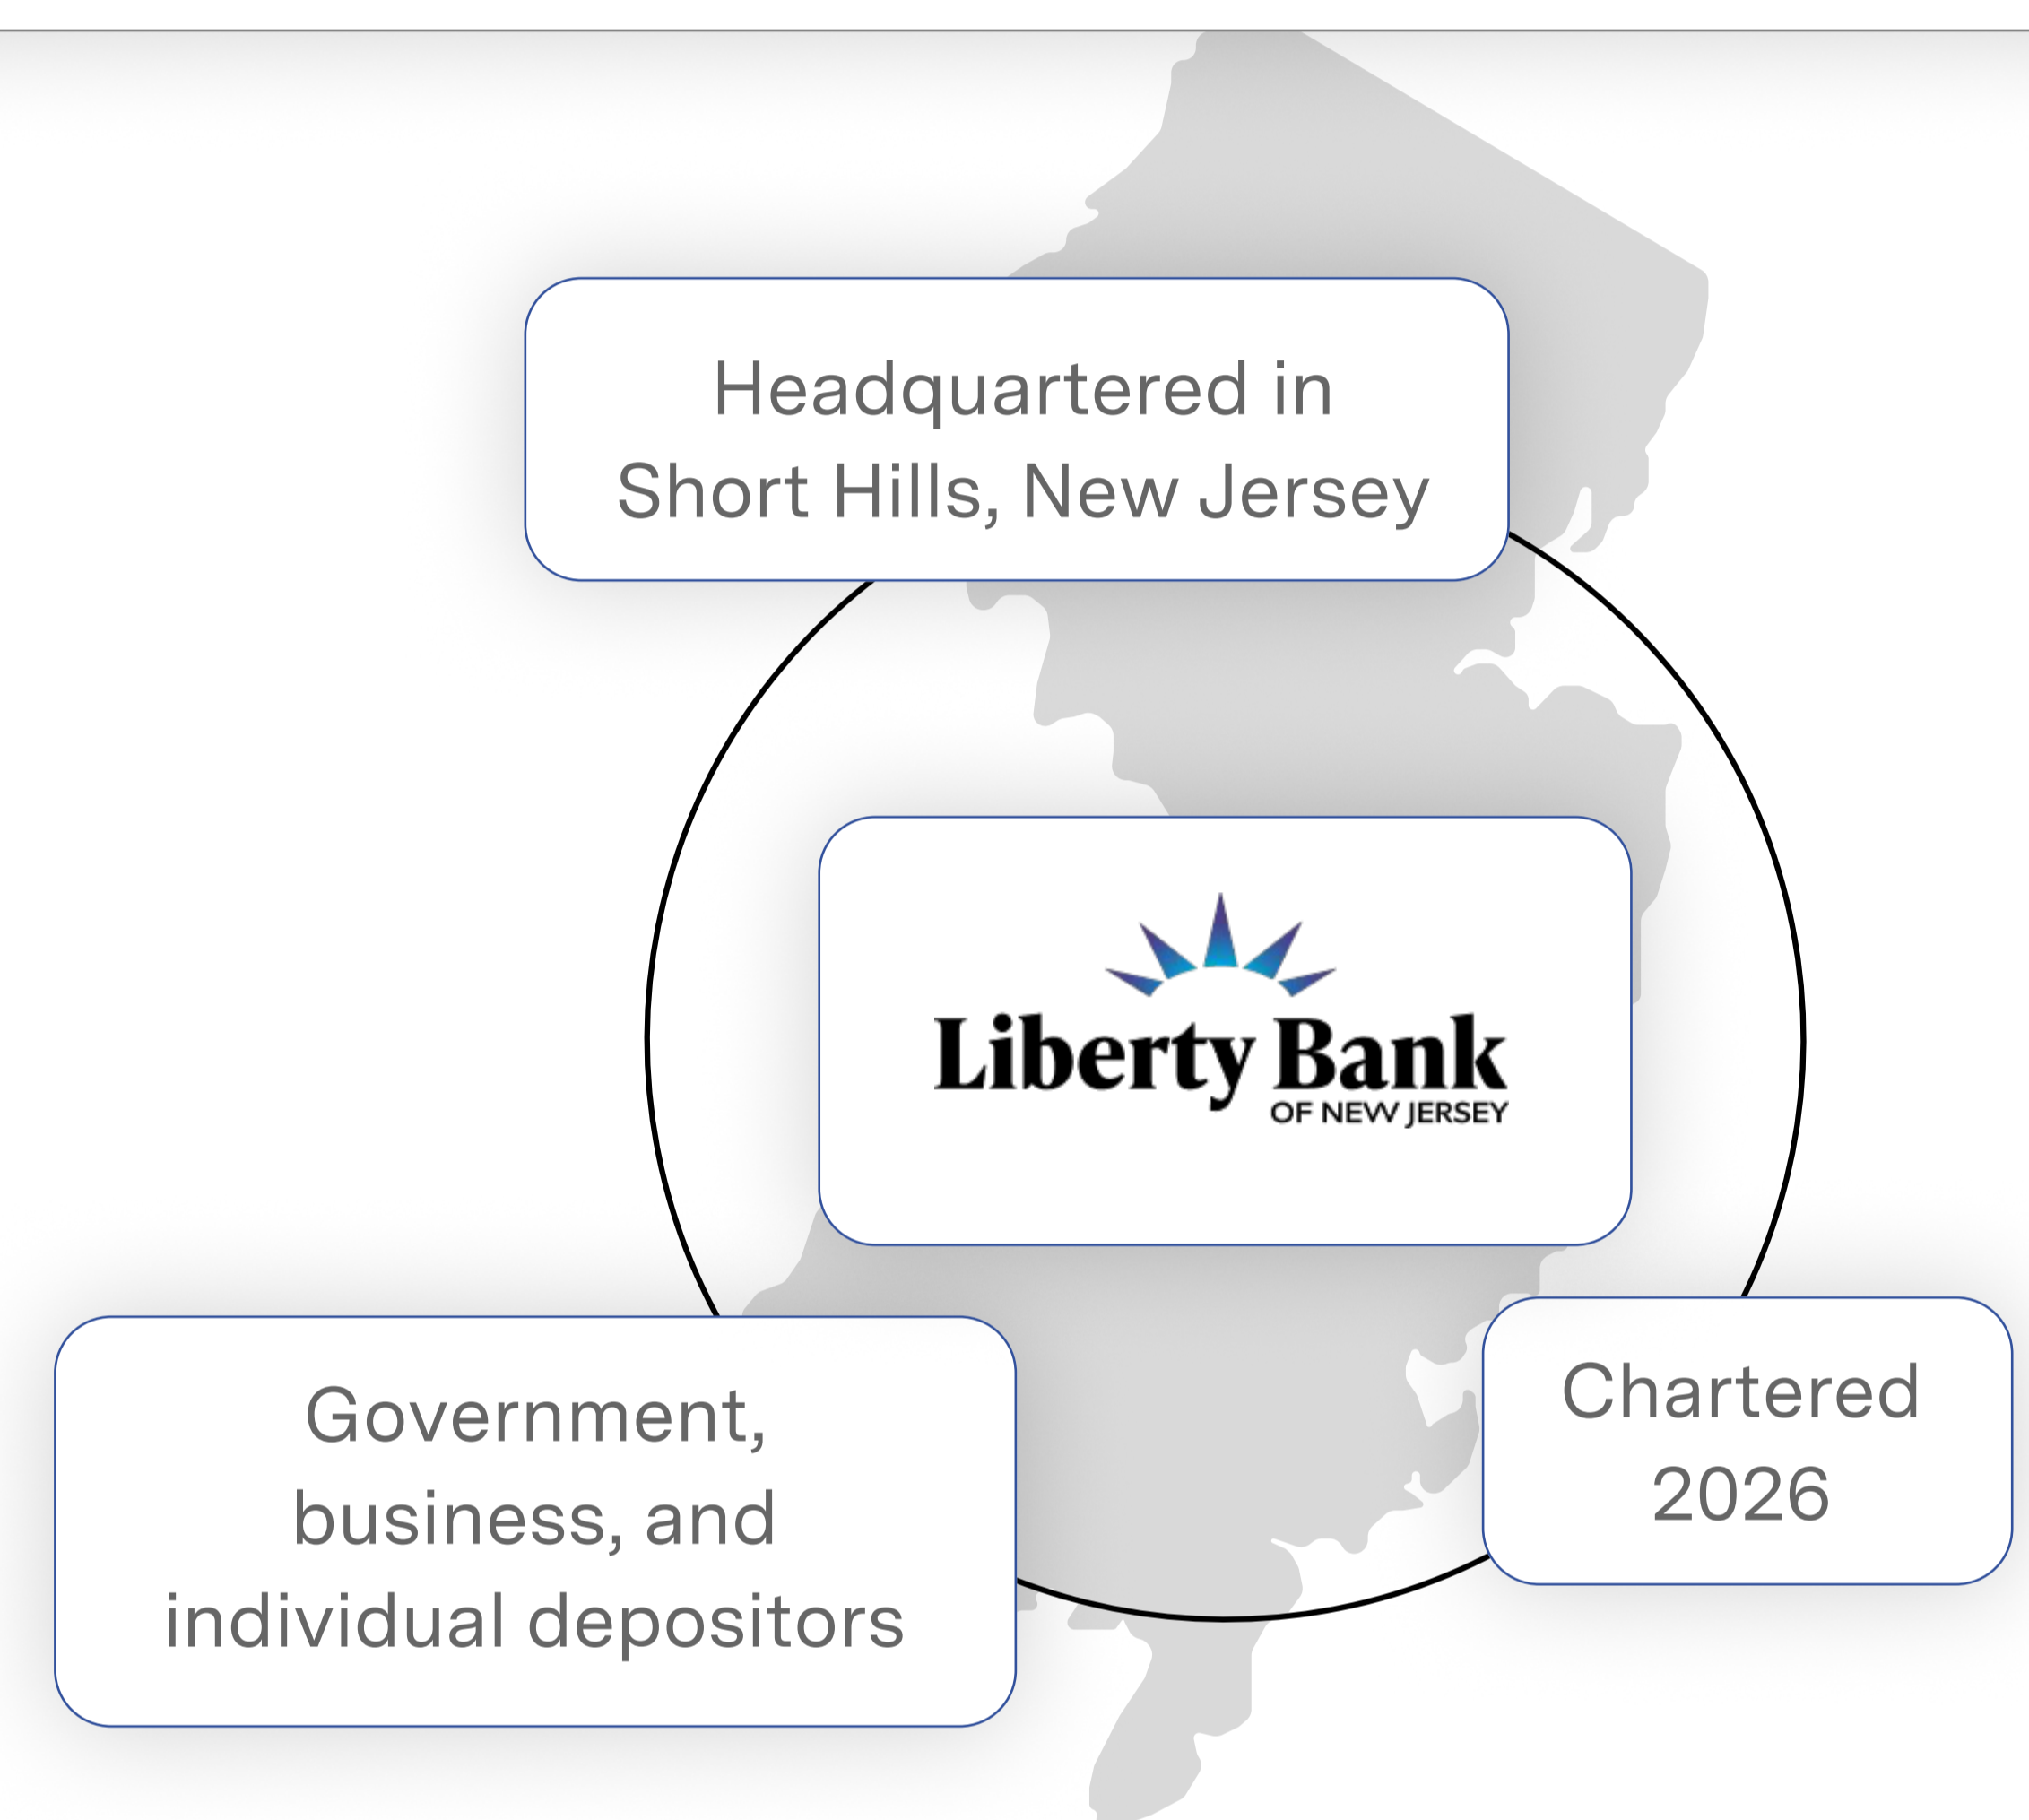 Headquartered in
Short Hills, New Jersey
Liberty Bank
OF NEW JERSEY
Government,
business, and
individual depositors
Chartered
2026